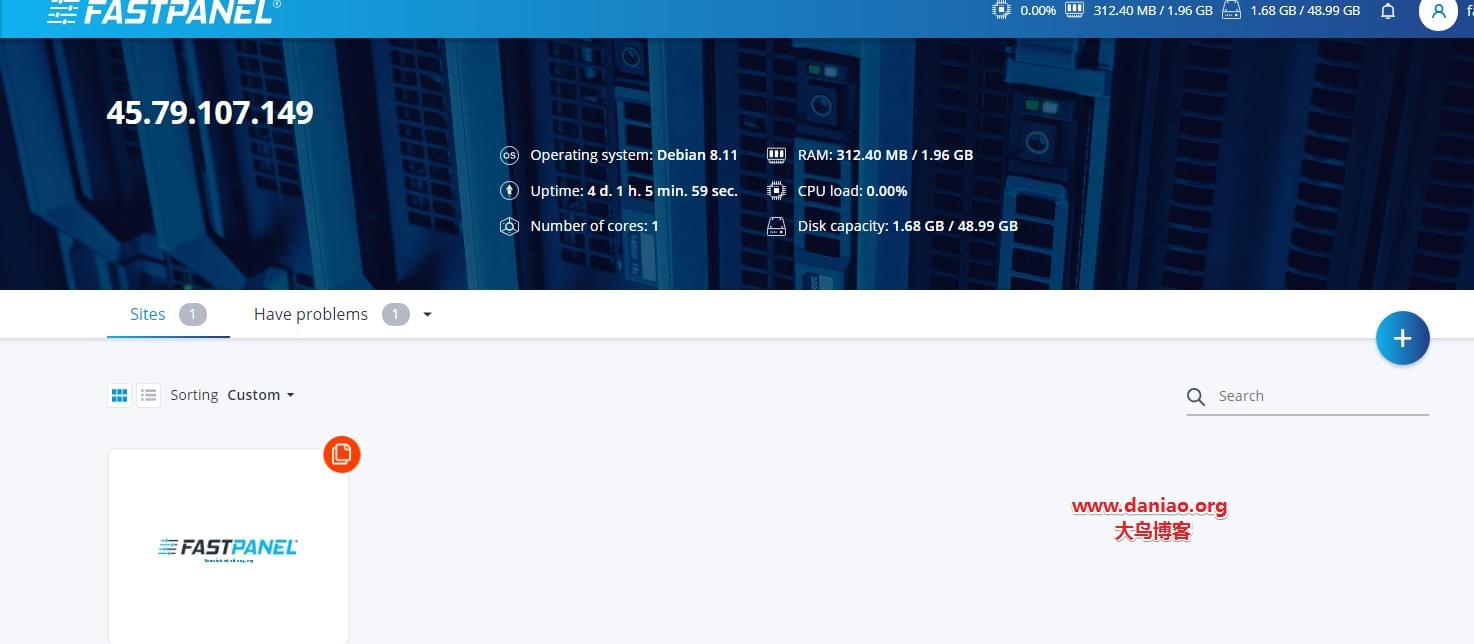 FASTPANEL®
0.00% 312.40 MB / 1.96 GB 1.68 GB / 48.99 GB
45.79.107.149
OS Operating system: Debian 8.11 RAM: 312.40 MB / 1.96 GB
Uptime: 4 d. 1 h. 5 min. 59 sec. CPU load: 0.00%
Number of cores: 1 Disk capacity: 1.68 GB / 48.99 GB
Sites 1 Have problems 1
+
Sorting Custom Search
www.daniao.org
大鸟博客
FASTPANEL®